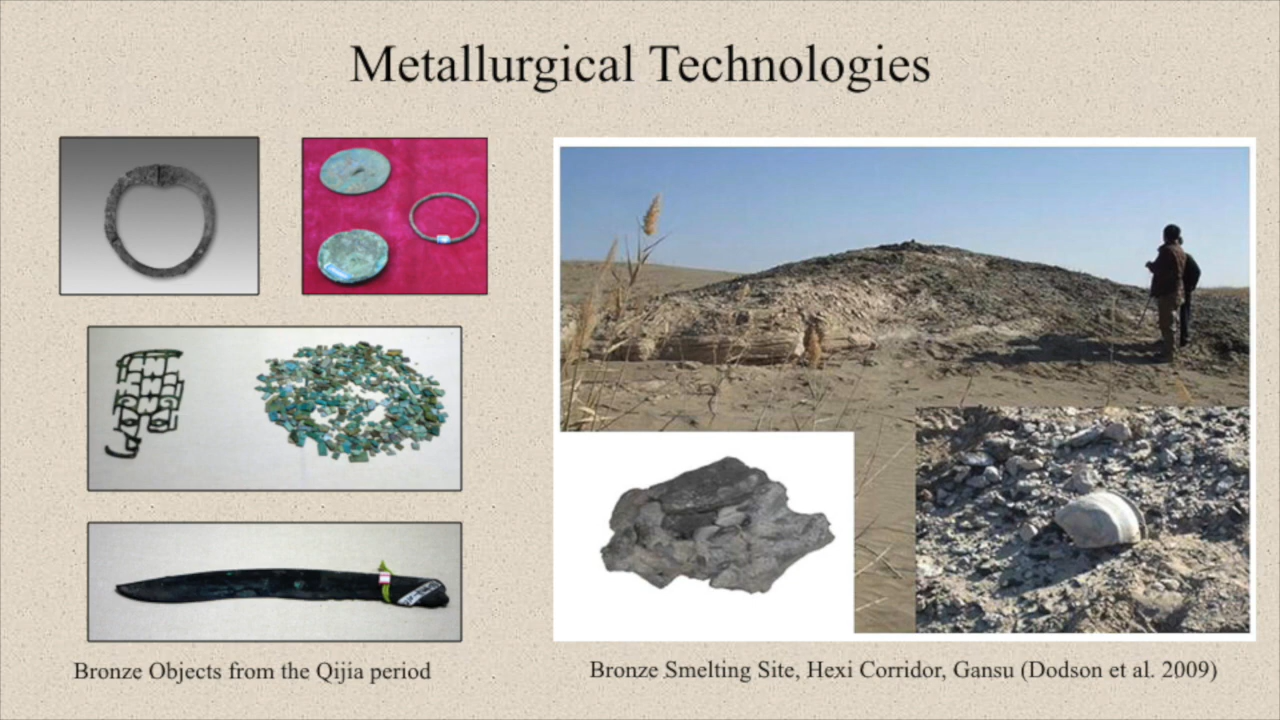 Metallurgical Technologies
Bronze Objects from the Qijia period
Bronze Smelting Site, Hexi Corridor, Gansu (Dodson et al. 2009)